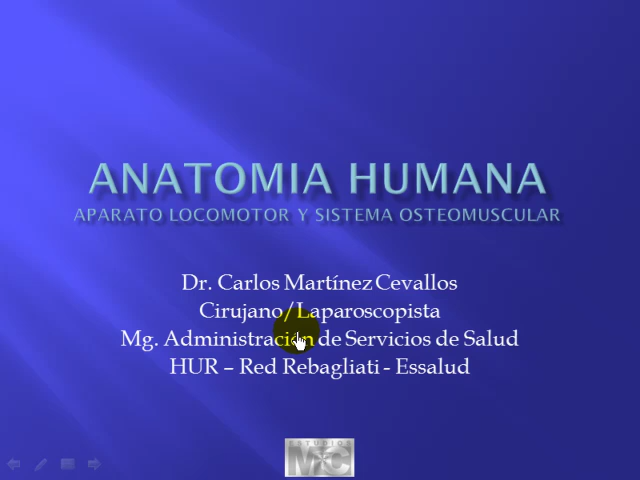 ANATOMIA HUMANA
APARATO LOCOMOTOR Y SISTEMA OSTEOMUSCULAR
Dr. Carlos Martínez Cevallos
Cirujano/Laparoscopista
Mg. Administración de Servicios de Salud
HUR – Red Rebagliati - Essalud
ESTUDIOS
M C